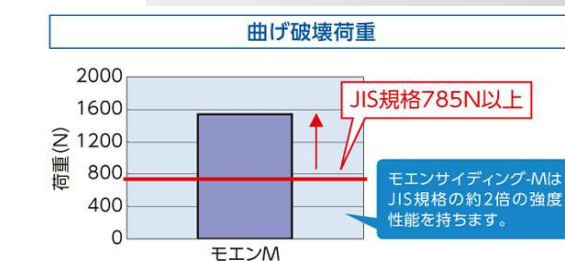 曲げ破壊荷重
2000
1600
1200
800
400
0
荷重(N)
モエンM
JIS規格785N以上
モエンサイディング-Mは
JIS規格の約2倍の強度
性能を持ちます。